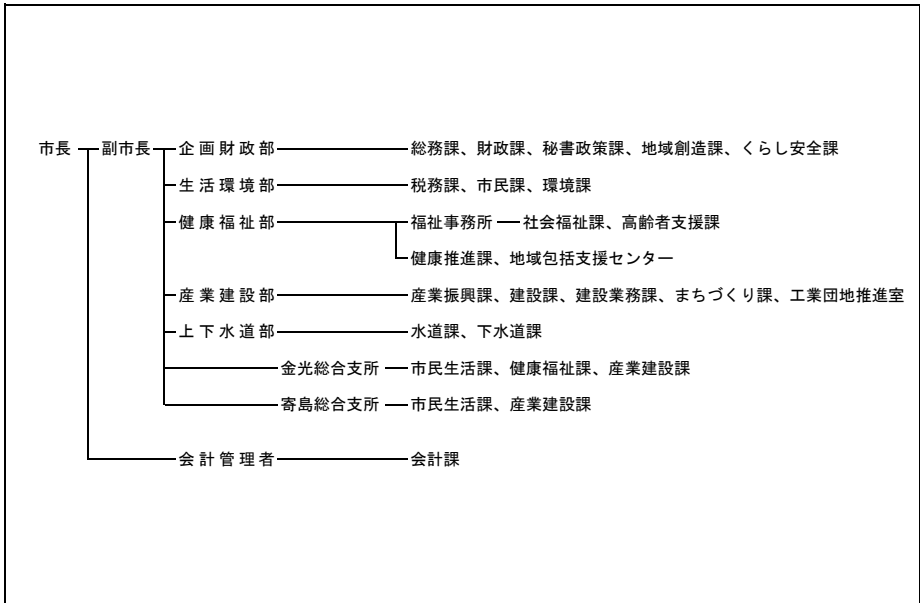 市長 副市長 企画財政部 総務課、財政課、秘書政策課、地域創造課、くらし安全課
生活環境部 税務課、市民課、環境課
健康福祉部 福祉事務所 社会福祉課、高齢者支援課
健康推進課、地域包括支援センター
産業建設部 産業振興課、建設課、建設業務課、まちづくり課、工業団地推進室
上下水道部 水道課、下水道課
金光総合支所 市民生活課、健康福祉課、産業建設課
寄島総合支所 市民生活課、産業建設課
会計管理者 会計課